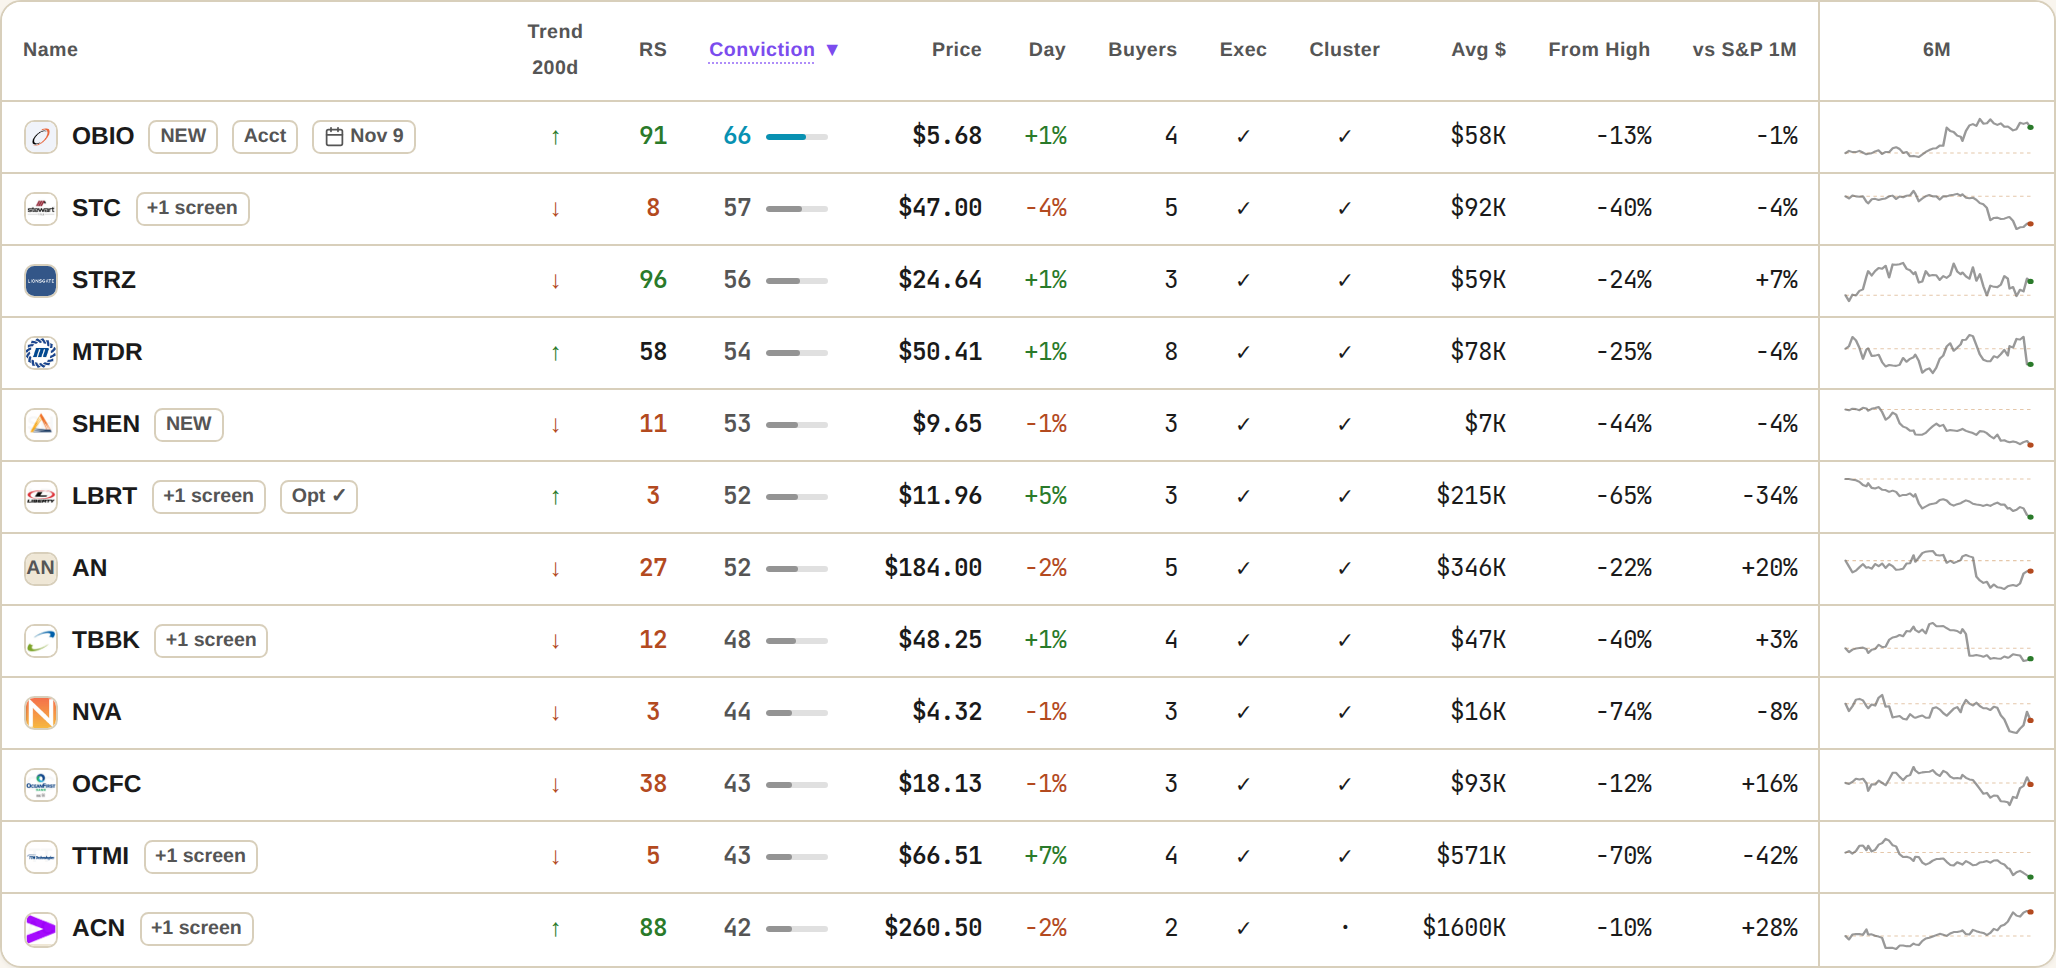 Name Trend 200d RS Conviction ▼ Price Day Buyers Exec Cluster Avg $ From High vs S&P 1M 6M
OBIO NEW Acct Nov 9 ↑ 91 66 $5.68 +1% 4 ✓ ✓ $58K -13% -1%
stewart STC +1 screen ↓ 8 57 $47.00 -4% 5 ✓ ✓ $92K -40% -4%
LIONSGATE STRZ ↓ 96 56 $24.64 +1% 3 ✓ ✓ $59K -24% +7%
m MTDR ↑ 58 54 $50.41 +1% 8 ✓ ✓ $78K -25% -4%
SHEN NEW ↓ 11 53 $9.65 -1% 3 ✓ ✓ $7K -44% -4%
LIBERTY LBRT +1 screen Opt ✓ ↑ 3 52 $11.96 +5% 3 ✓ ✓ $215K -65% -34%
AN AN ↓ 27 52 $184.00 -2% 5 ✓ ✓ $346K -22% +20%
TBBK +1 screen ↓ 12 48 $48.25 +1% 4 ✓ ✓ $47K -40% +3%
N NVA ↓ 3 44 $4.32 -1% 3 ✓ ✓ $16K -74% -8%
OceanFirst OCFC ↓ 38 43 $18.13 -1% 3 ✓ ✓ $93K -12% +16%
TTM Technologies TTMI +1 screen ↓ 5 43 $66.51 +7% 4 ✓ ✓ $571K -70% -42%
ACN +1 screen ↑ 88 42 $260.50 -2% 2 ✓ · $1600K -10% +28%